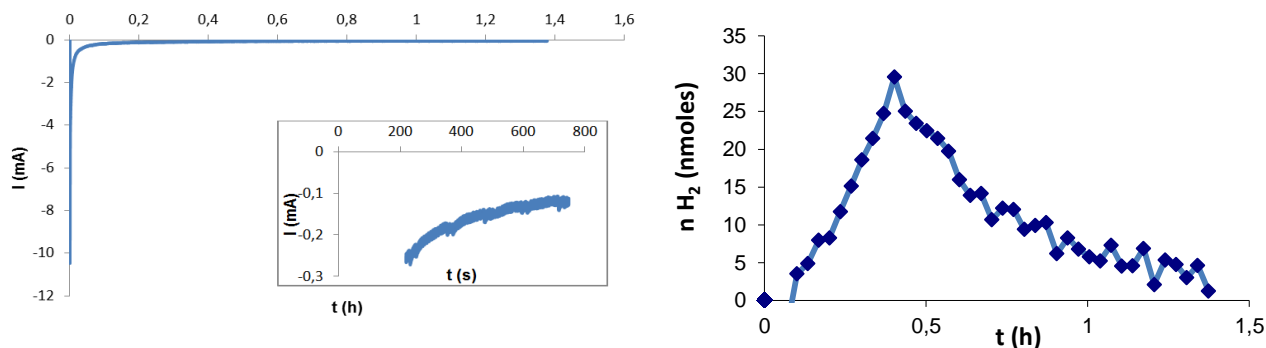 0 0,2 0,4 0,6 0,8 1 1,2 1,4 1,6
0
-2
-4
-6
-8
-10
-12
I (mA)
t (h)
0 200 400 600 800
0
-0,1
-0,2
-0,3
I (mA)
t (s)
35
30
25
20
15
10
5
0
n H₂ (nmoles)
0 0,5 1 1,5
t (h)